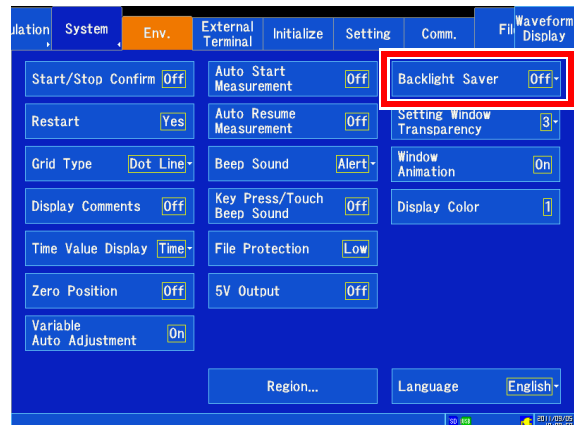 ulation
System
Env.
External
Terminal
Initialize
Setting
Comm.
Fil
Waveform
Display
Start/Stop Confirm Off
Auto Start
Measurement
Off
Backlight Saver Off
Restart Yes
Auto Resume
Measurement
Off
Setting Window
Transparency
3
Grid Type Dot Line
Beep Sound Alert
Window
Animation
On
Display Comments Off
Key Press/Touch
Beep Sound
Off
Display Color 1
Time Value Display Time
File Protection Low
Zero Position Off
5V Output Off
Variable
Auto Adjustment
On
Region...
Language English
SD USB
2011/09/05